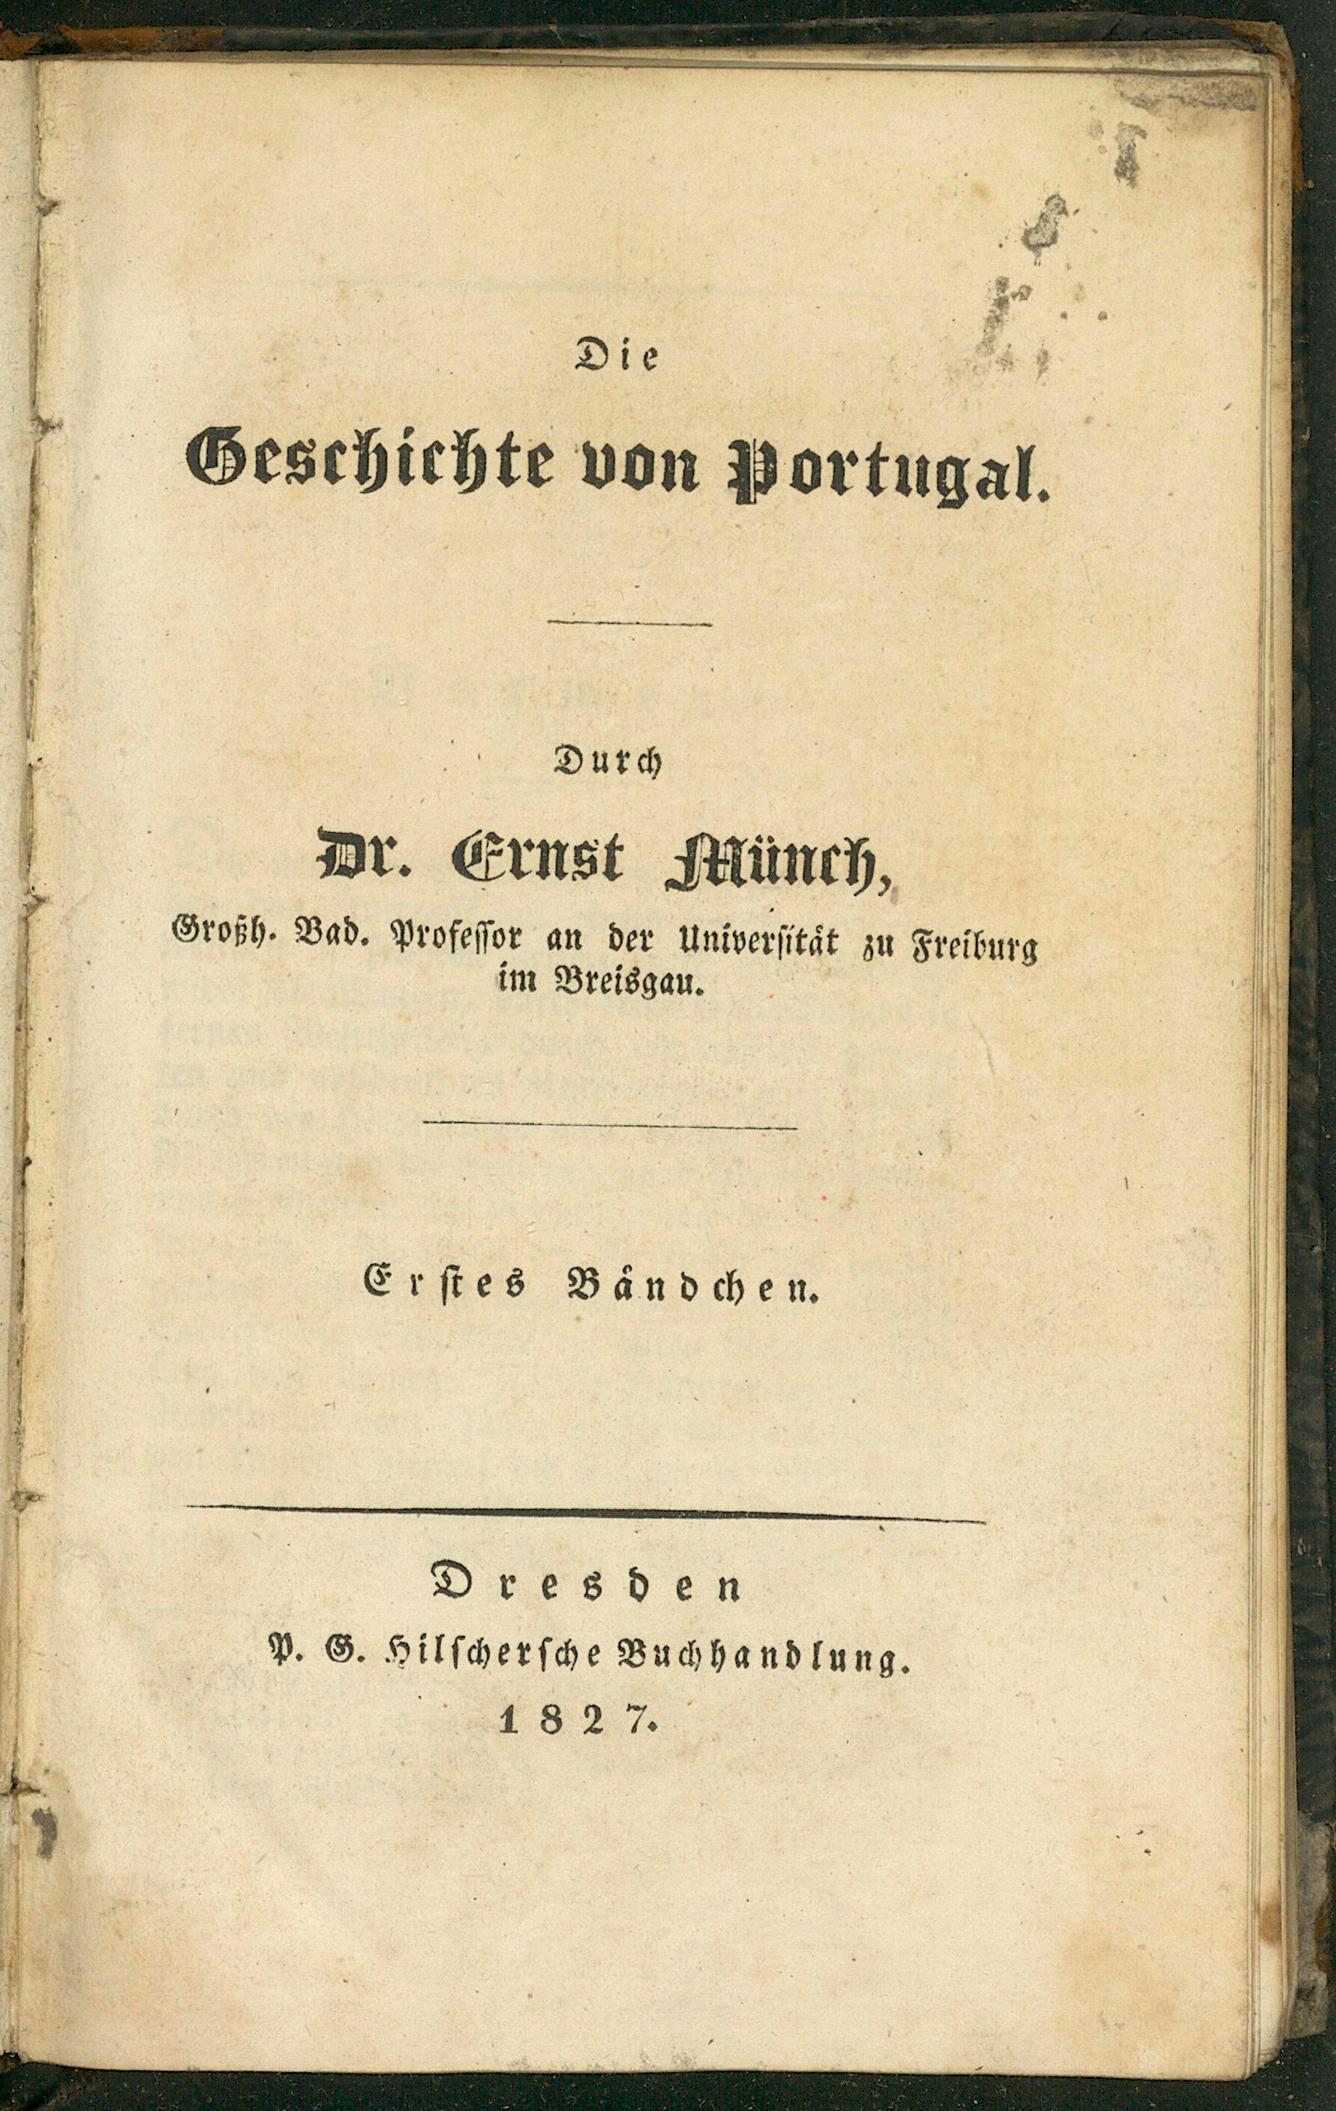 Die
Geschichte von Portugal.
Durch
Dr. Ernst Münch,
Großh. Bad. Professor an der Universität zu Freiburg
im Breisgau.
Erstes Bändchen.
Dresden
P. G. Hilschersche Buchhandlung.
1827.